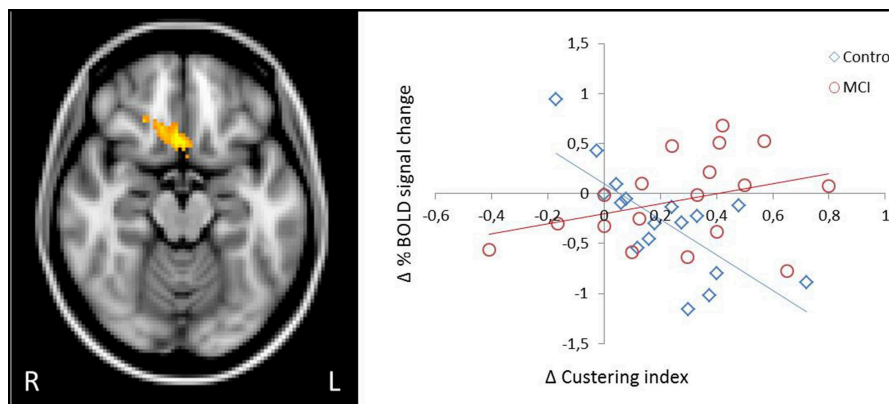 R
L
1,5
1
0,5
0
-0,5
-1
-1,5
-0,6
-0,4
-0,2
0
0,2
0,4
0,6
0,8
1
Δ % BOLD signal change
Δ Custering index
Contro
MCI